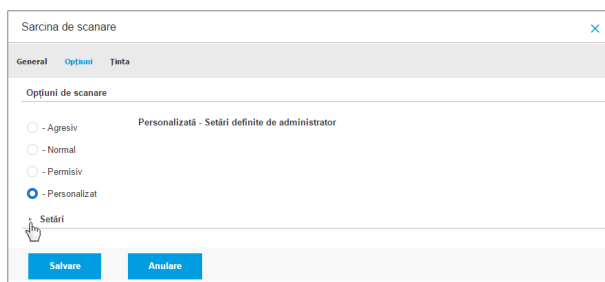 Sarcina de scanare
General Opțiuni Ținta
Opțiuni de scanare
- Agresiv
Personalizată - Setări definite de administrator
- Normal
- Permisiv
- Personalizat
Setări
Salvare Anulare